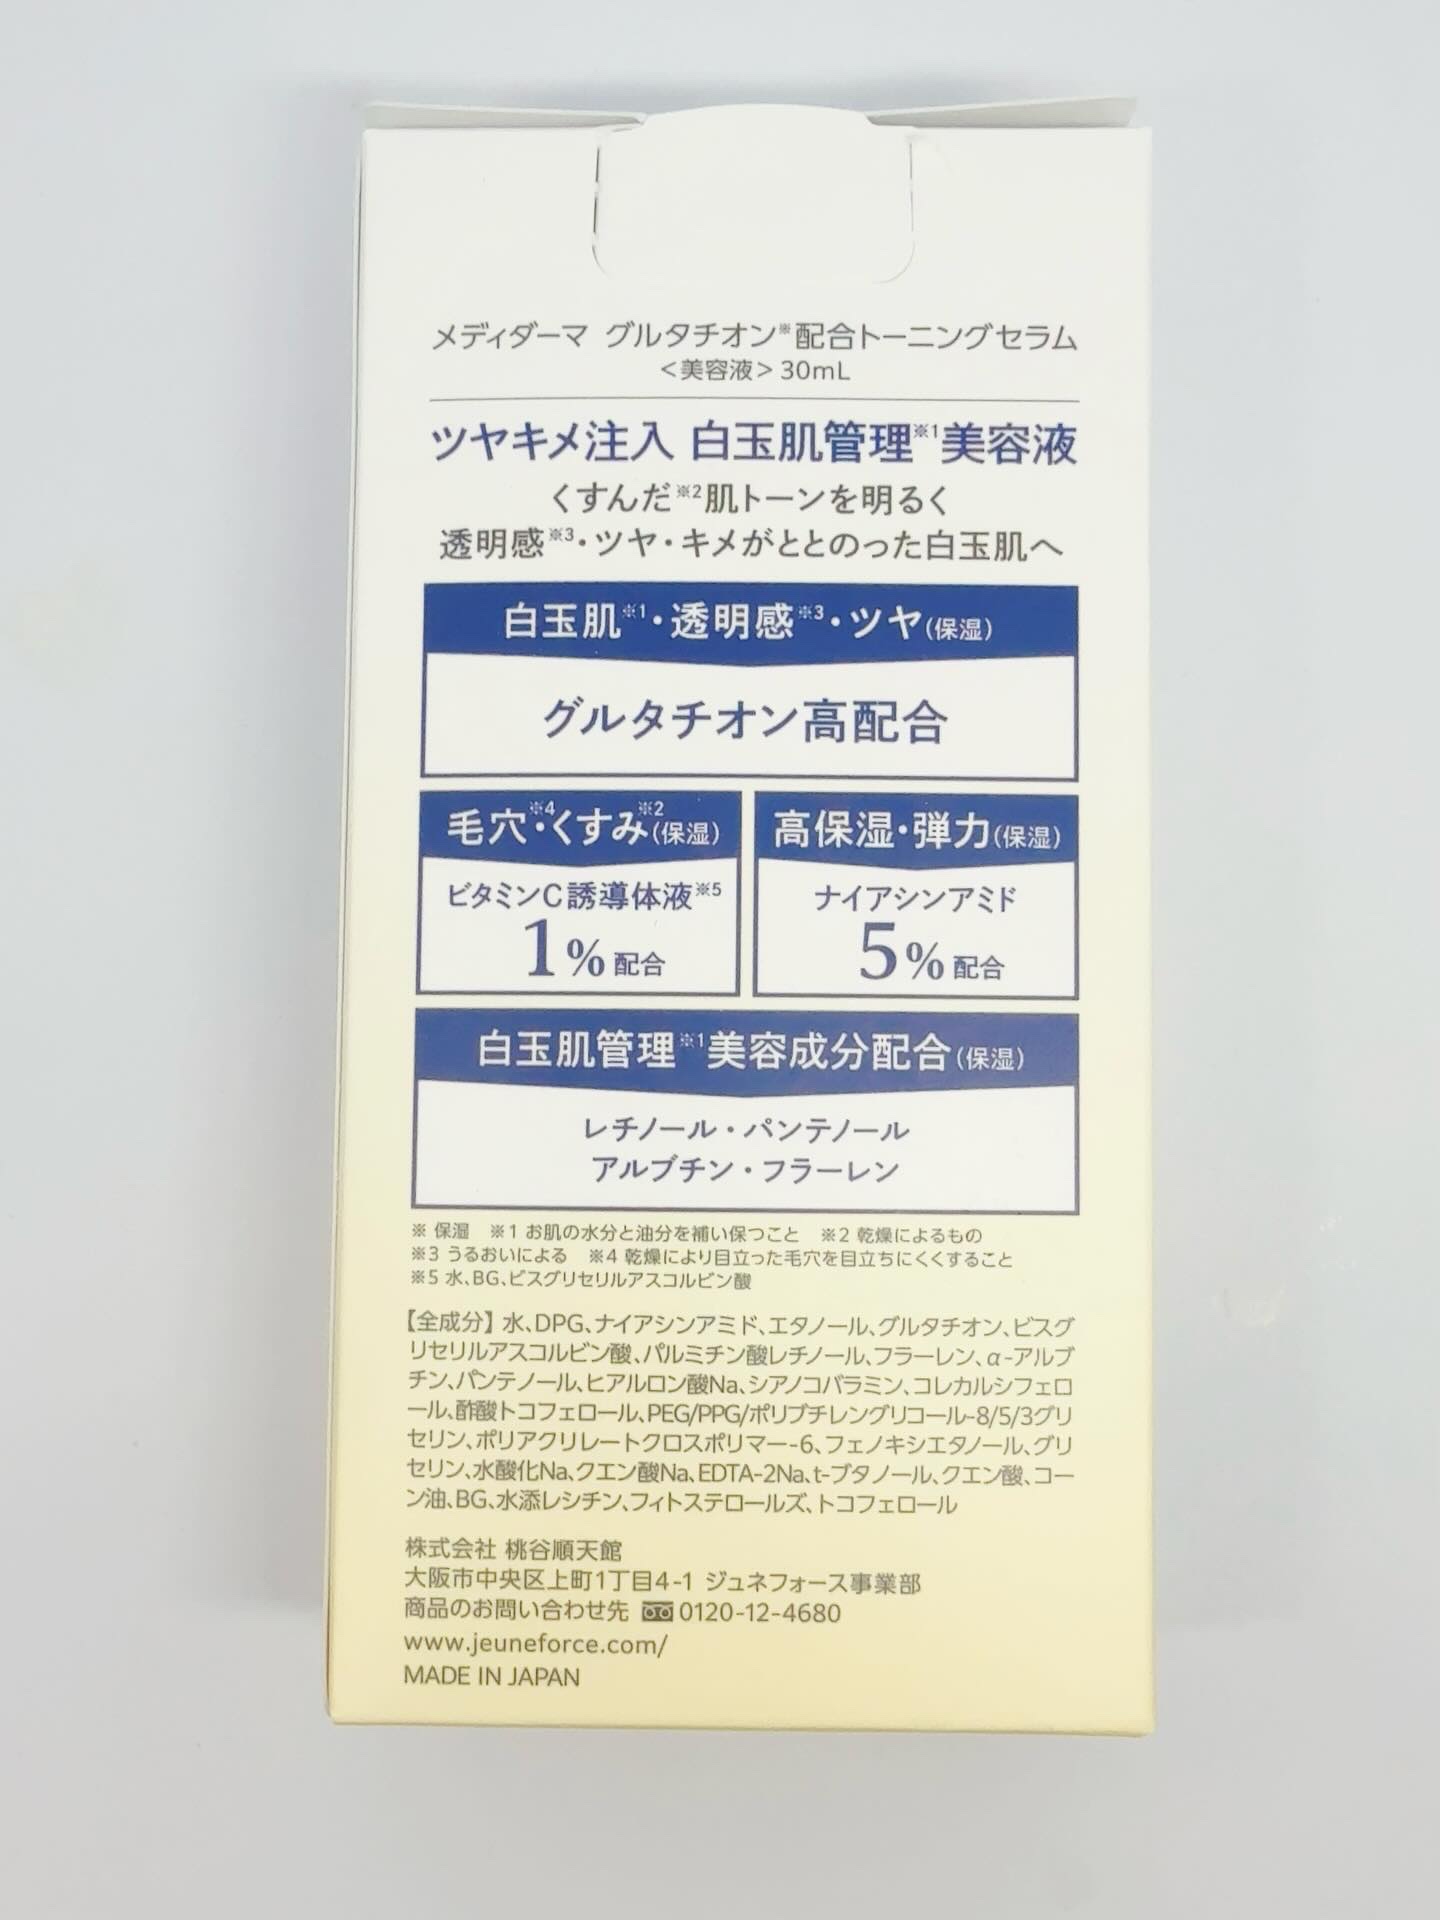 メディダーマ グルタチオン※配合トーニングセラム
＜美容液＞30mL
ツヤキメ注入 白玉肌管理※1美容液
くすんだ※2肌トーンを明るく
透明感※3・ツヤ・キメがととのった白玉肌へ
白玉肌※1・透明感※3・ツヤ(保湿)
グルタチオン高配合
毛穴※4・くすみ※2(保湿)
ビタミンC誘導体液※5
1%配合
高保湿・弾力(保湿)
ナイアシンアミド
5%配合
白玉肌管理※1美容成分配合(保湿)
レチノール・パンテノール
アルブチン・フラーレン
※ 保湿 ※1 お肌の水分と油分を補い保つこと ※2 乾燥によるもの
※3 うるおいによる ※4 乾燥により目立った毛穴を目立ちにくくすること
※5 水、BG、ビスグリセリルアスコルビン酸
【全成分】水、DPG、ナイアシンアミド、エタノール、グルタチオン、ビスグ
リセリルアスコルビン酸、パルミチン酸レチノール、フラーレン、α-アルブ
チン、パンテノール、ヒアルロン酸Na、シアノコバラミン、コレカルシフェロ
ール、酢酸トコフェロール、PEG/PPG/ポリブチレングリコール-8/5/3グリ
セリン、ポリアクリレートクロスポリマー-6、フェノキシエタノール、グリ
セリン、水酸化Na、クエン酸Na、EDTA-2Na、t-ブタノール、クエン酸、コー
ン油、BG、水添レシチン、フィトステロールズ、トコフェロール
株式会社 桃谷順天館
大阪市中央区上町1丁目4-1 ジュネフォース事業部
商品のお問い合わせ先 0120-12-4680
www.jeuneforce.com/
MADE IN JAPAN